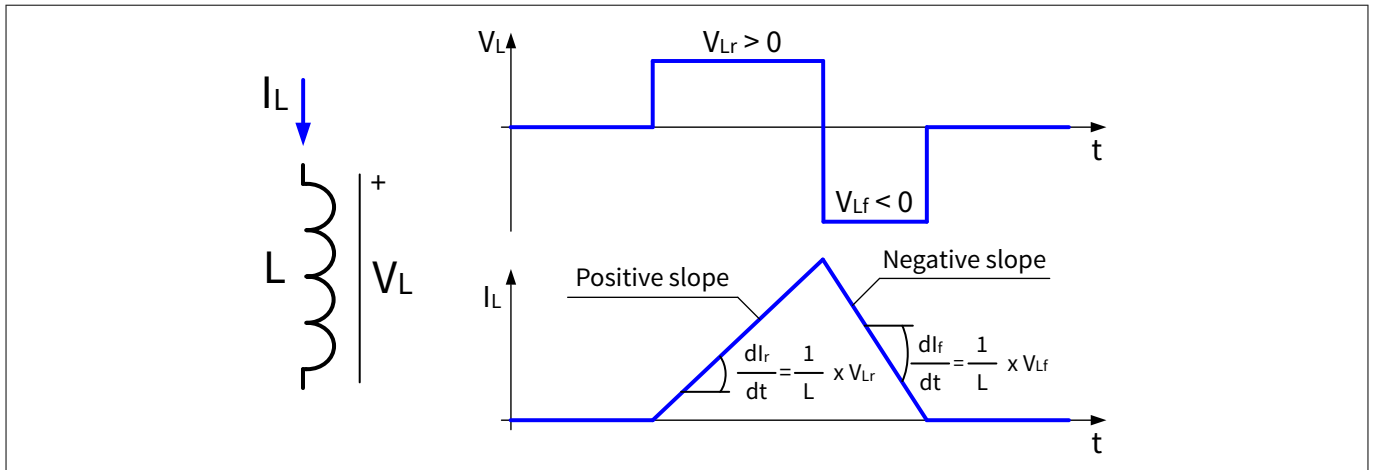 IL
L
+
VL
VL
VLr > 0
t
VLf < 0
IL
Positive slope
Negative slope
dIr/dt = 1/L x VLr
dIf/dt = 1/L x VLf
t